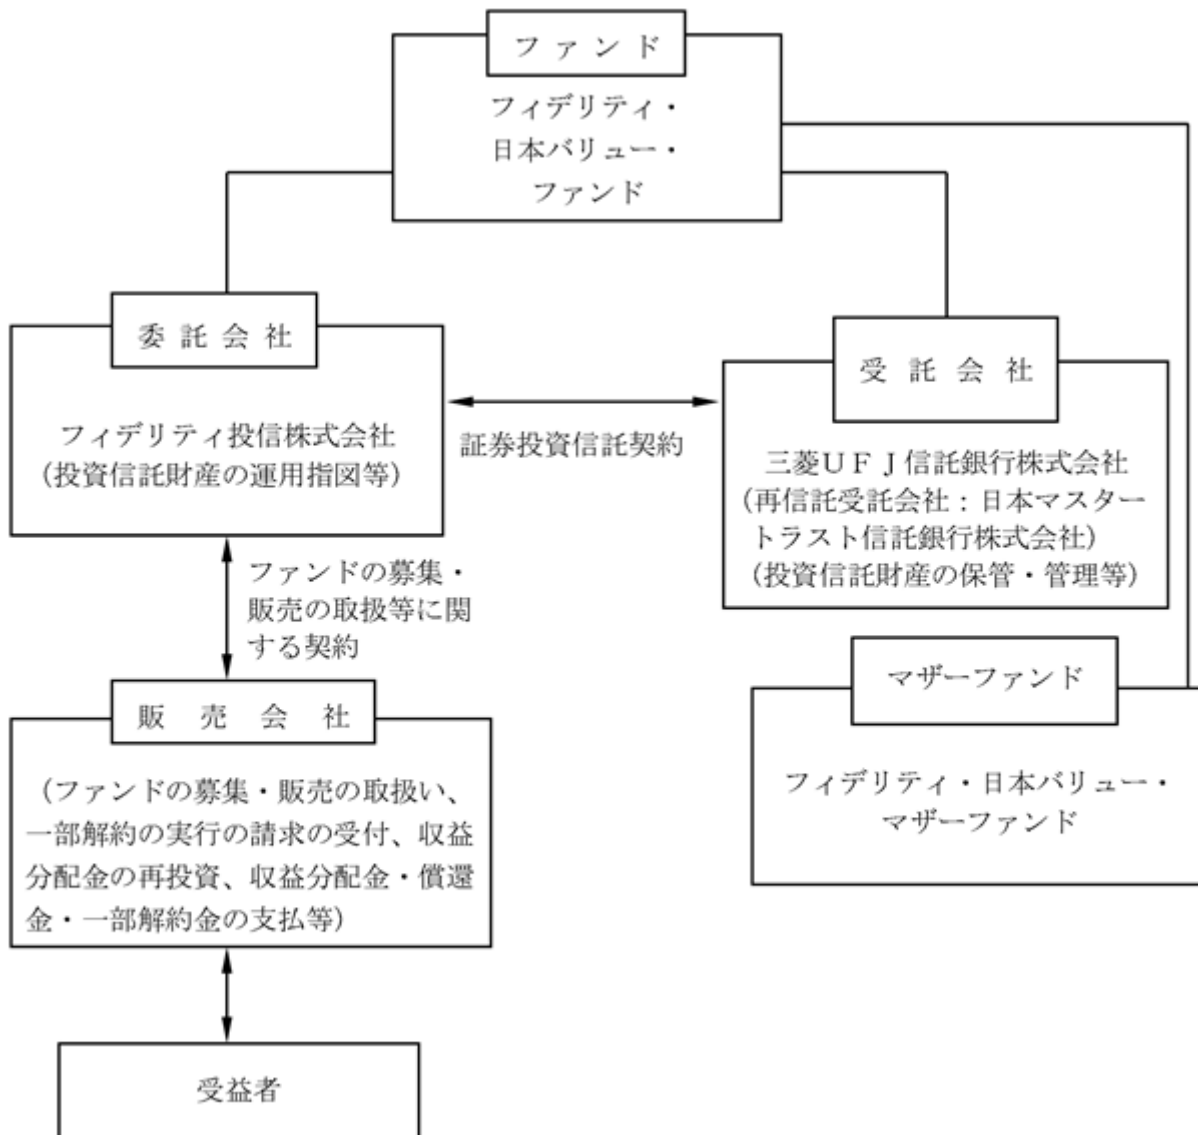 ファンド
フィデリティ・
日本バリュー・
ファンド
委託会社
フィデリティ投信株式会社
(投資信託財産の運用指図等)
証券投資信託契約
受託会社
三菱UFJ信託銀行株式会社
(再信託受託会社:日本マスター
トラスト信託銀行株式会社)
(投資信託財産の保管・管理等)
ファンドの募集・
販売の取扱等に関
する契約
マザーファンド
フィデリティ・日本バリュー・
マザーファンド
販売会社
(ファンドの募集・販売の取扱い、
一部解約の実行の請求の受付、収益
分配金の再投資、収益分配金・償還
金・一部解約金の支払等)
受益者